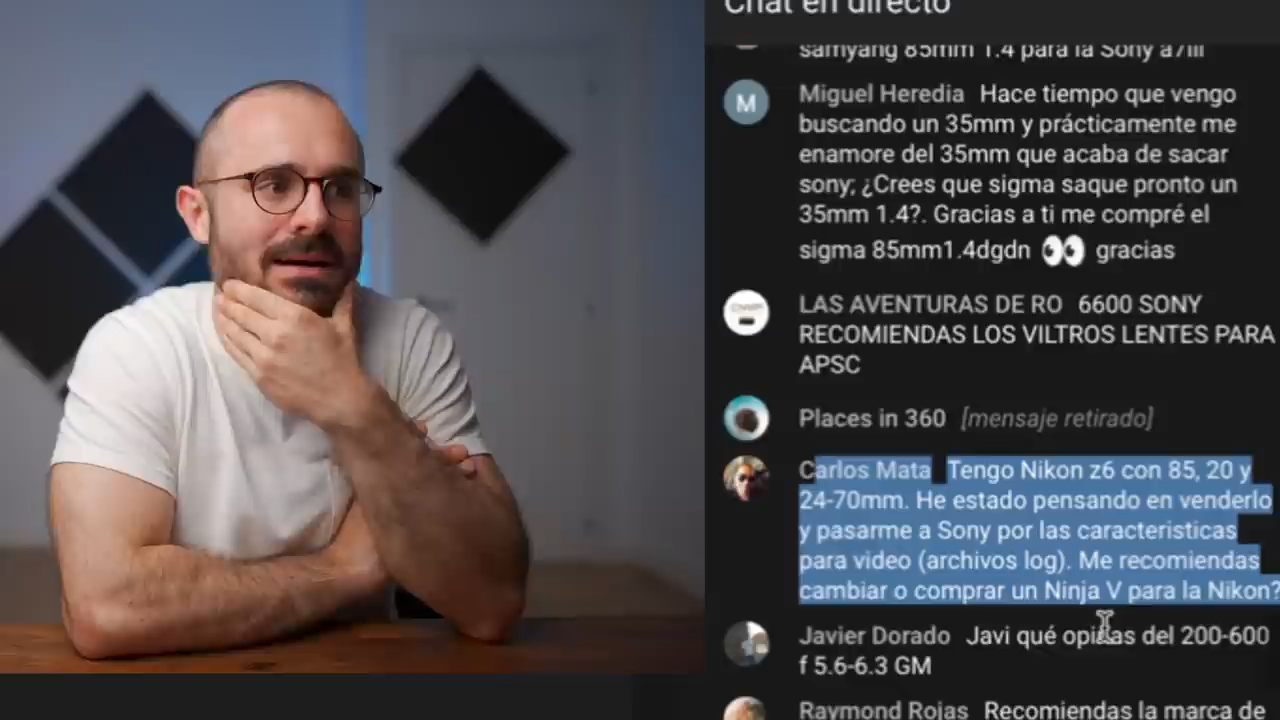 Chat en directo
samyang 85mm 1.4 para la Sony a7iii
M
Miguel Heredia Hace tiempo que vengo
buscando un 35mm y prácticamente me
enamore del 35mm que acaba de sacar
sony; ¿Crees que sigma saque pronto un
35mm 1.4?. Gracias a ti me compré el
sigma 85mm1.4dgdn 👀 gracias
LAS AVENTURAS DE RO 6600 SONY
RECOMIENDAS LOS VILTROS LENTES PARA
APSC
Places in 360 [mensaje retirado]
Carlos Mata Tengo Nikon z6 con 85, 20 y
24-70mm. He estado pensando en venderlo
y pasarme a Sony por las caracteristicas
para video (archivos log). Me recomiendas
cambiar o comprar un Ninja V para la Nikon?
Javier Dorado Javi qué opinas del 200-600
f 5.6-6.3 GM
Raymond Rojas Recomiendas la marca de